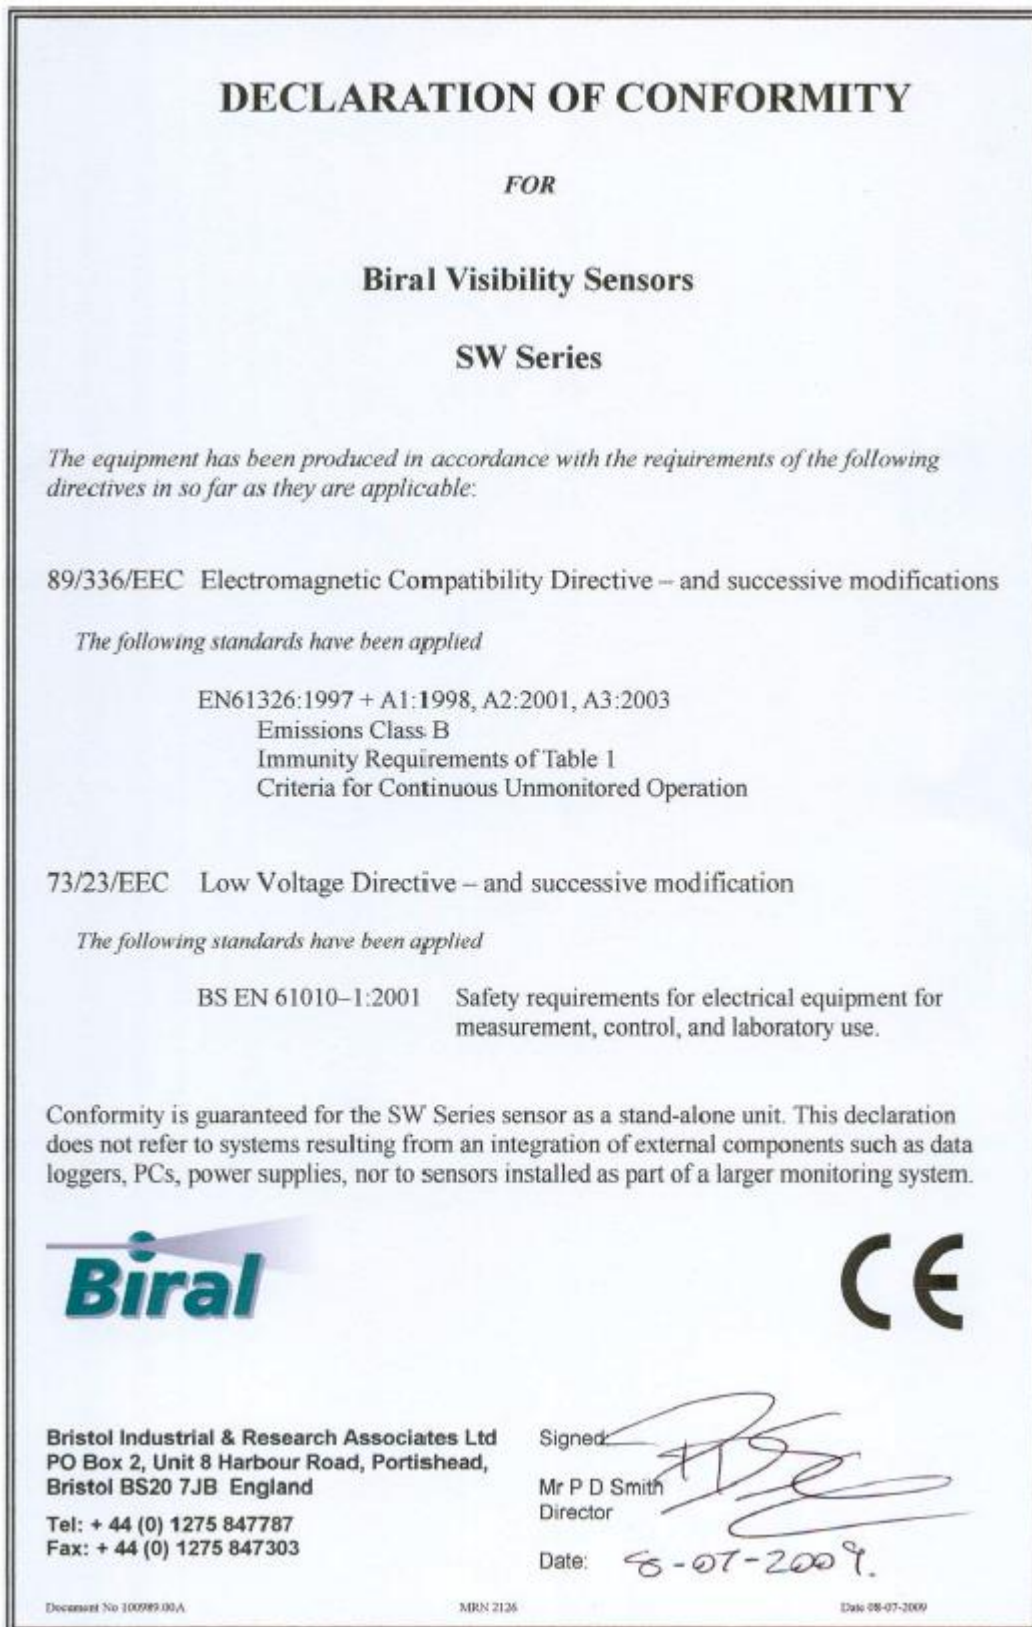 DECLARATION OF CONFORMITY
FOR
Biral Visibility Sensors
SW Series
The equipment has been produced in accordance with the requirements of the following
directives in so far as they are applicable:
89/336/EEC Electromagnetic Compatibility Directive – and successive modifications
The following standards have been applied
EN61326:1997 + A1:1998, A2:2001, A3:2003
Emissions Class B
Immunity Requirements of Table 1
Criteria for Continuous Unmonitored Operation
73/23/EEC Low Voltage Directive – and successive modification
The following standards have been applied
BS EN 61010–1:2001 Safety requirements for electrical equipment for
measurement, control, and laboratory use.
Conformity is guaranteed for the SW Series sensor as a stand-alone unit. This declaration
does not refer to systems resulting from an integration of external components such as data
loggers, PCs, power supplies, nor to sensors installed as part of a larger monitoring system.
Biral
CE
Bristol Industrial & Research Associates Ltd
PO Box 2, Unit 8 Harbour Road, Portishead,
Bristol BS20 7JB England
Tel: + 44 (0) 1275 847787
Fax: + 44 (0) 1275 847303
Signed:
Mr P D Smith
Director
Date: 8-07-2009.
Document No 100989.00A MRN 2126 Date 08-07-2009